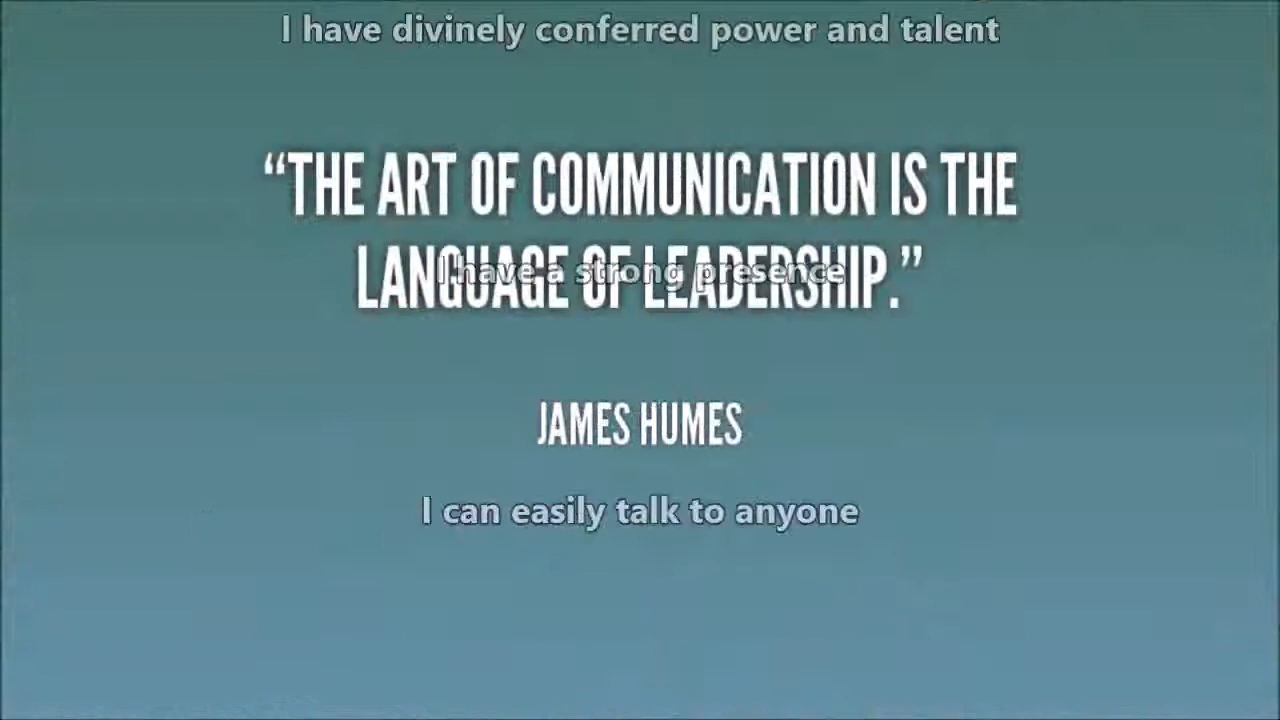 I have divinely conferred power and talent
“THE ART OF COMMUNICATION IS THE
LANGUAGE OF LEADERSHIP.”
I have a strong presence
JAMES HUMES
I can easily talk to anyone